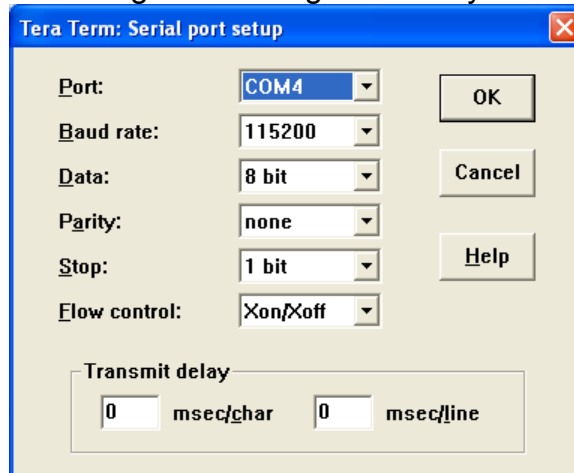 Tera Term: Serial port setup
Port: COM4
OK
Baud rate: 115200
Data: 8 bit
Cancel
Parity: none
Stop: 1 bit
Help
Flow control: Xon/Xoff
Transmit delay
0 msec/char 0 msec/line